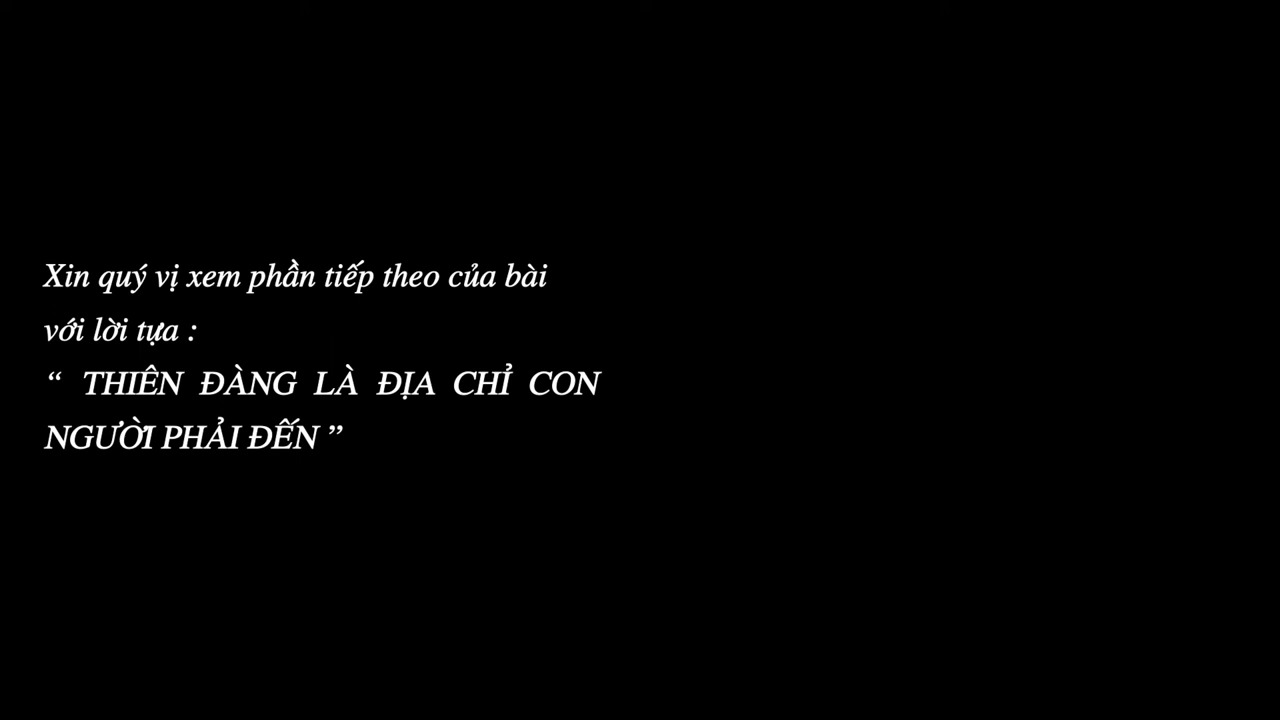 Xin quý vị xem phần tiếp theo của bài
với lời tựa :
“ THIÊN ĐÀNG LÀ ĐỊA CHỈ CON
NGƯỜI PHẢI ĐẾN ”